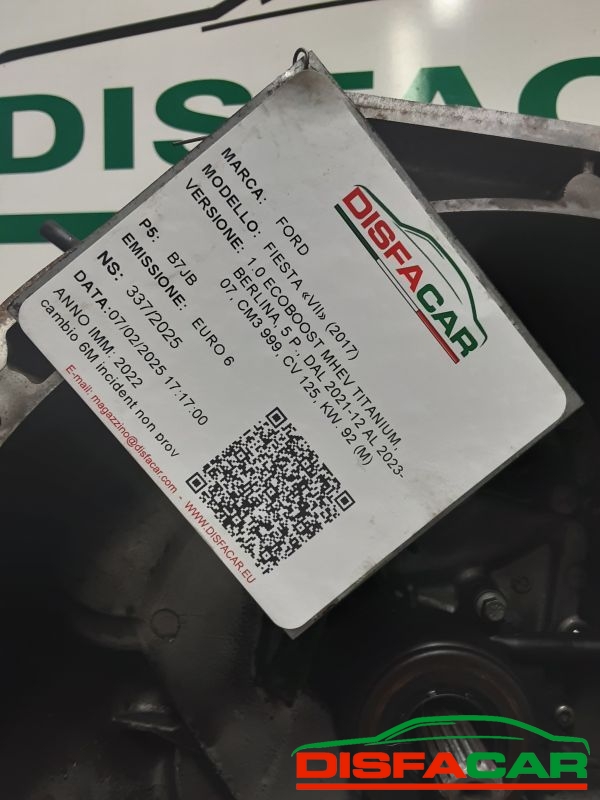 DISFACAR
DISFACAR
MARCA: FORD
MODELLO: FIESTA «VII» (2017)
VERSIONE: 1.0 ECOBOOST MHEV TITANIUM,
BERLINA, 5 P., DAL 2021-12 AL 2023-
07, CM3 999, CV 125, KW. 92 (M)
P5: B7JB
EMISSIONE: EURO 6
NS: 337/2025
DATA:07/02/2025 17:17:00
ANNO IMM: 2022
cambio 6M incident non prov
E-mail: magazzino@disfacar.com - WWW.DISFACAR.EU
DISFACAR